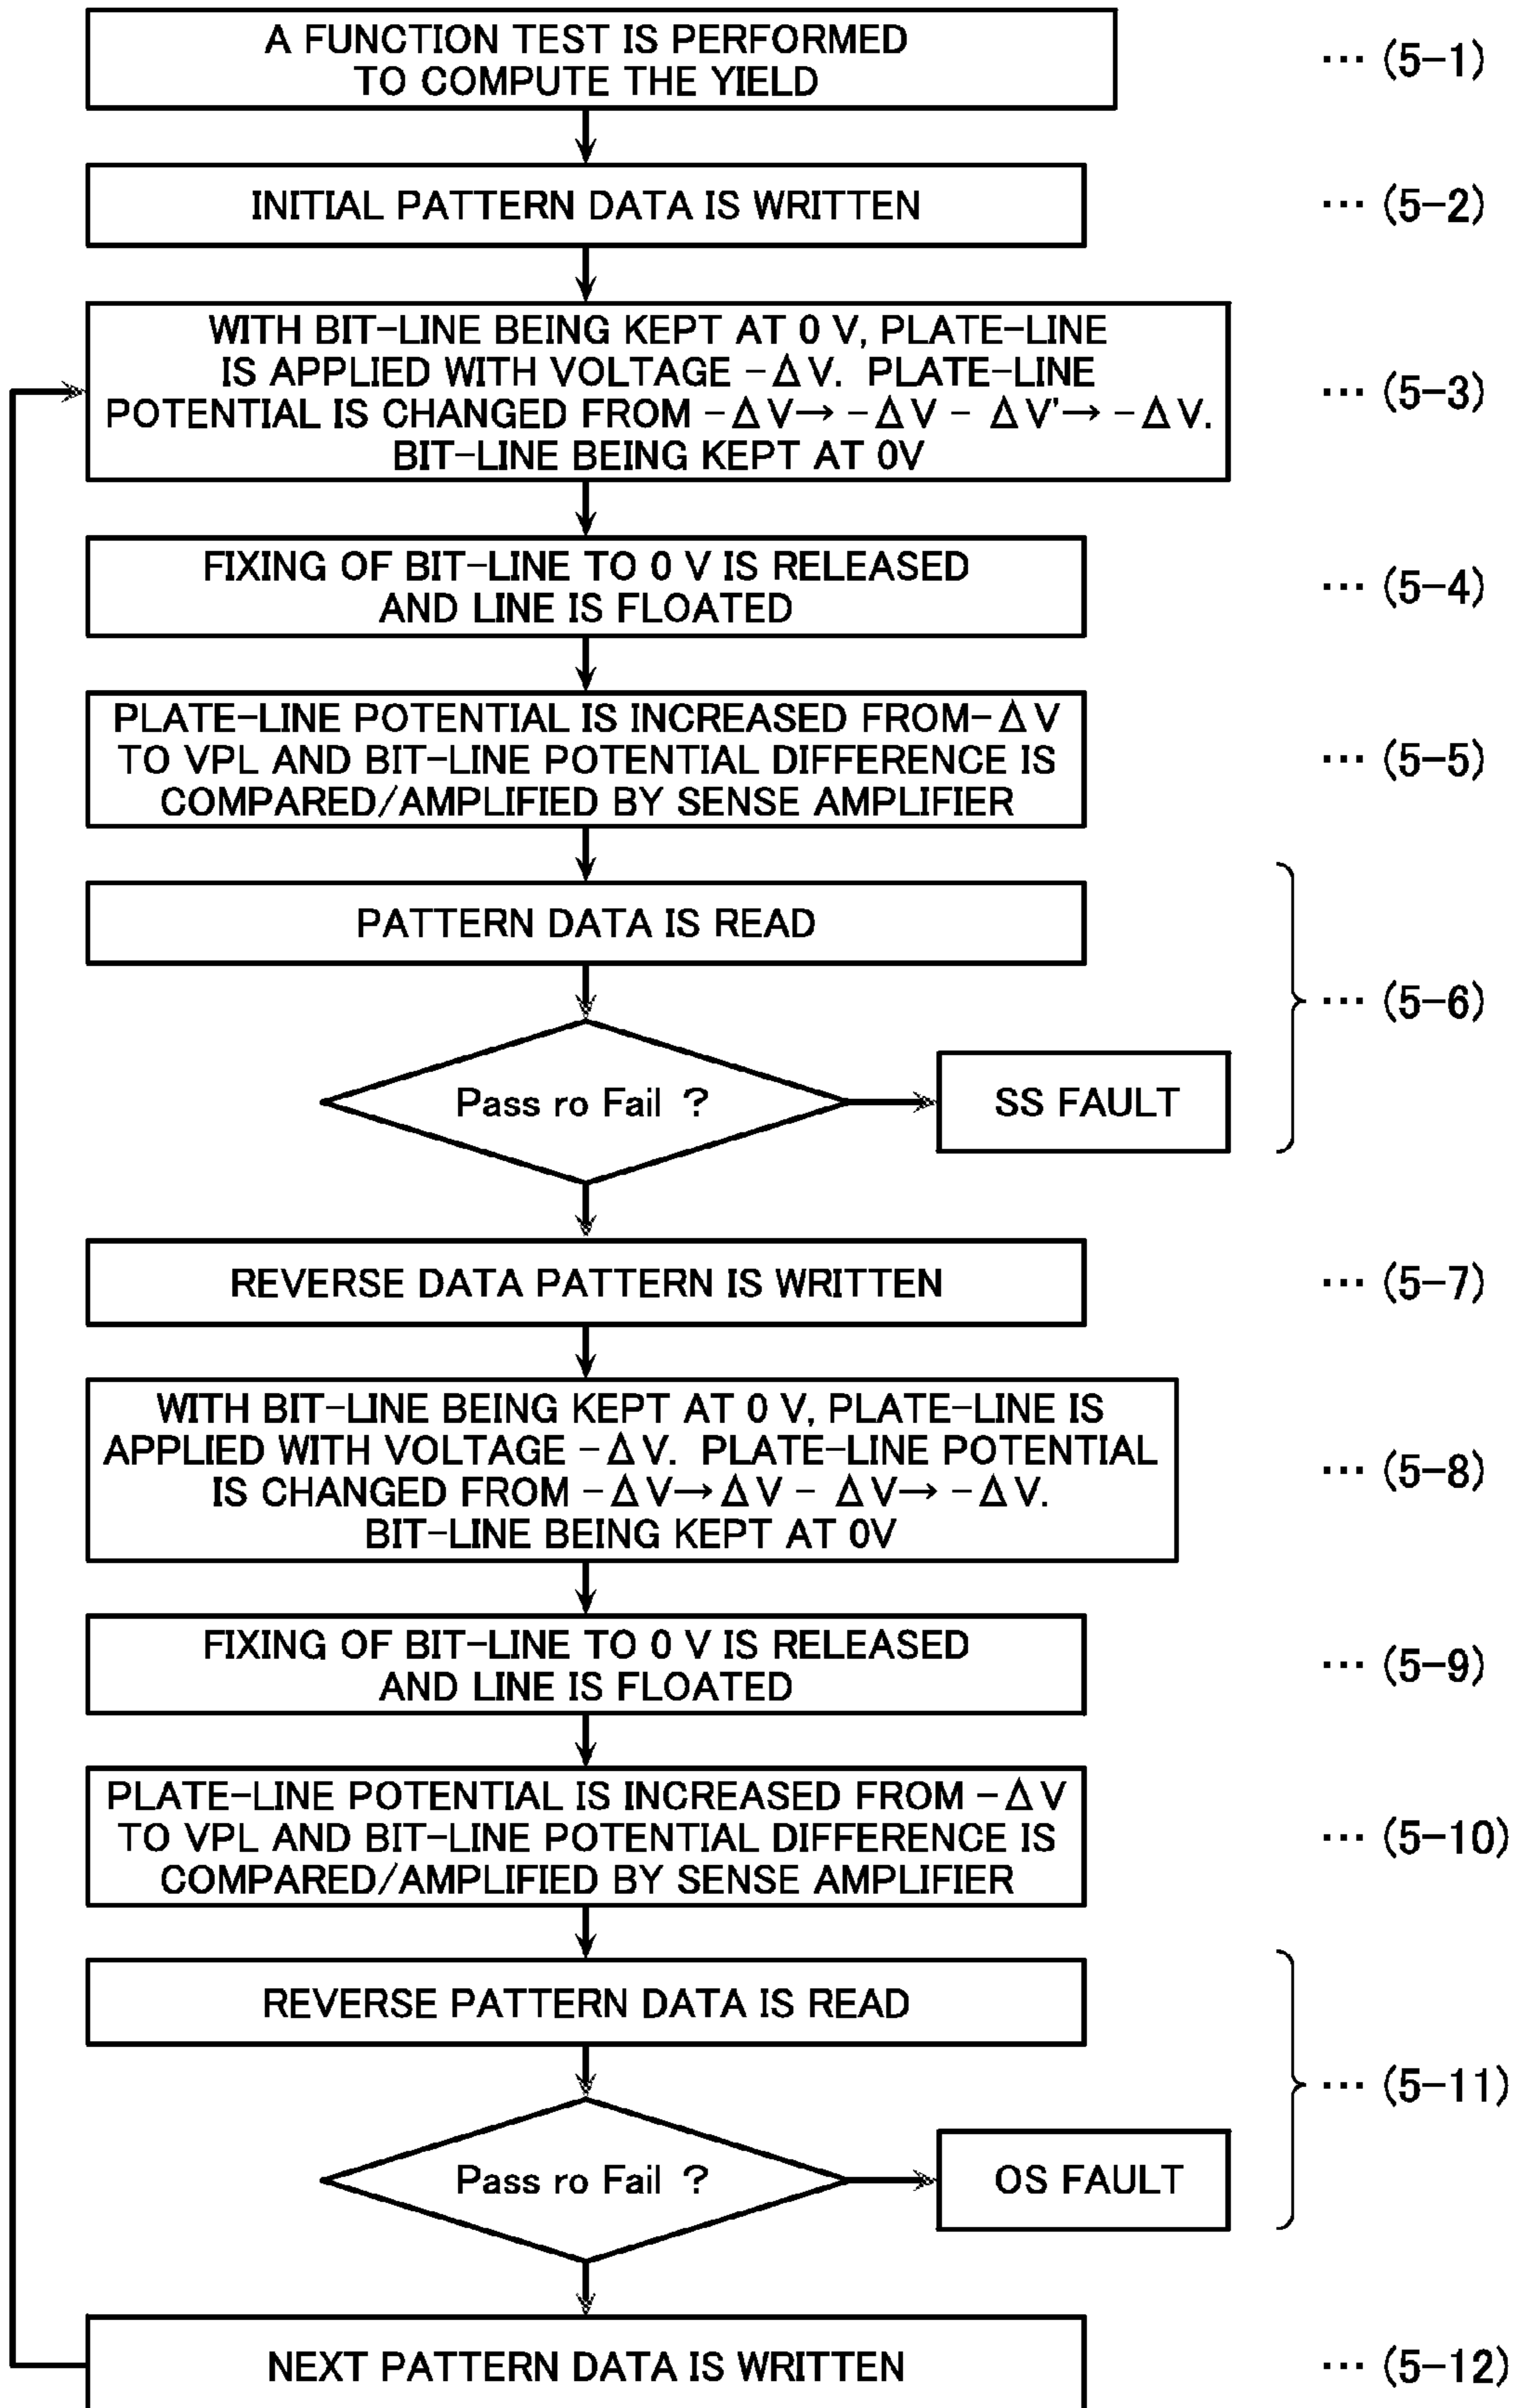 A FUNCTION TEST IS PERFORMED
TO COMPUTE THE YIELD
··· (5-1)
INITIAL PATTERN DATA IS WRITTEN
··· (5-2)
WITH BIT-LINE BEING KEPT AT 0 V, PLATE-LINE
IS APPLIED WITH VOLTAGE -ΔV. PLATE-LINE
POTENTIAL IS CHANGED FROM -ΔV→ -ΔV - ΔV'→ -ΔV.
BIT-LINE BEING KEPT AT 0V
··· (5-3)
FIXING OF BIT-LINE TO 0 V IS RELEASED
AND LINE IS FLOATED
··· (5-4)
PLATE-LINE POTENTIAL IS INCREASED FROM-ΔV
TO VPL AND BIT-LINE POTENTIAL DIFFERENCE IS
COMPARED/AMPLIFIED BY SENSE AMPLIFIER
··· (5-5)
PATTERN DATA IS READ
··· (5-6)
Pass ro Fail ?
SS FAULT
REVERSE DATA PATTERN IS WRITTEN
··· (5-7)
WITH BIT-LINE BEING KEPT AT 0 V, PLATE-LINE IS
APPLIED WITH VOLTAGE -ΔV. PLATE-LINE POTENTIAL
IS CHANGED FROM -ΔV→ΔV - ΔV→ -ΔV.
BIT-LINE BEING KEPT AT 0V
··· (5-8)
FIXING OF BIT-LINE TO 0 V IS RELEASED
AND LINE IS FLOATED
··· (5-9)
PLATE-LINE POTENTIAL IS INCREASED FROM -ΔV
TO VPL AND BIT-LINE POTENTIAL DIFFERENCE IS
COMPARED/AMPLIFIED BY SENSE AMPLIFIER
··· (5-10)
REVERSE PATTERN DATA IS READ
··· (5-11)
Pass ro Fail ?
OS FAULT
NEXT PATTERN DATA IS WRITTEN
··· (5-12)